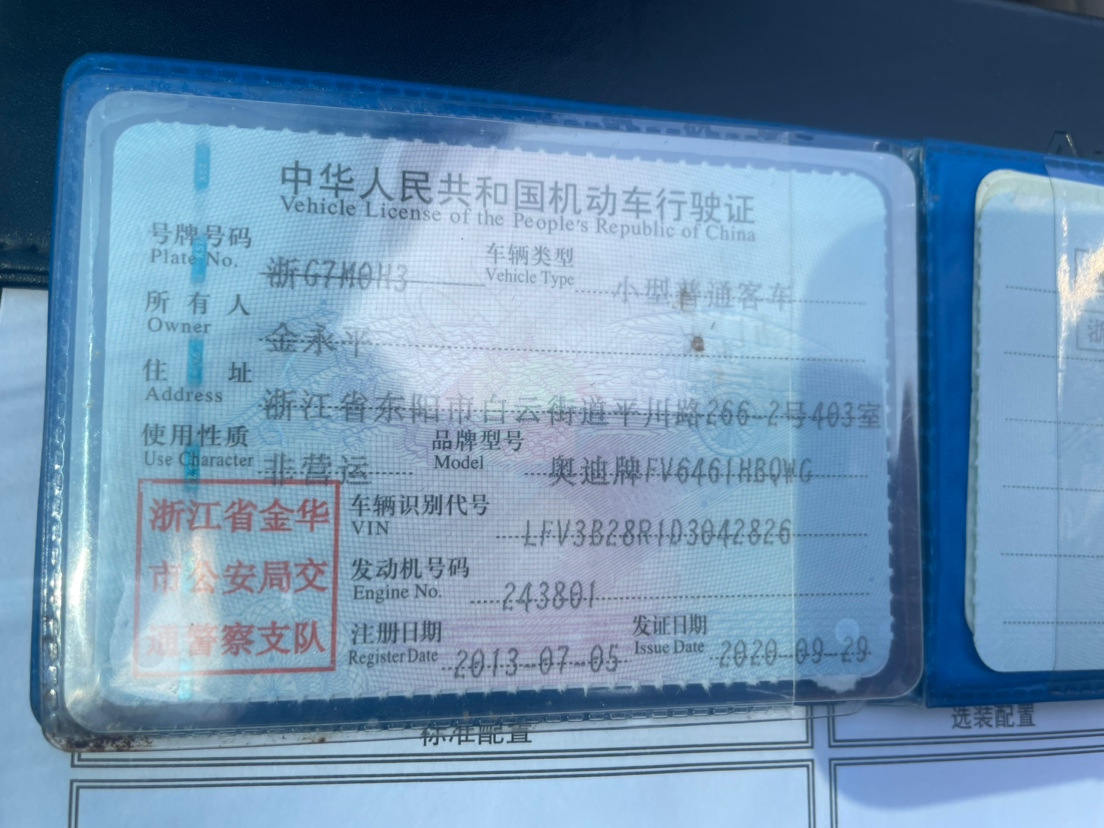 中华人民共和国机动车行驶证
Vehicle License of the People's Republic of China
号牌号码 浙G7M0H3 车辆类型 小型普通客车
Plate No. Vehicle Type
所有人 金永平
Owner
住址 浙江省东阳市白云街道平川路266-2号403室
Address
使用性质 非营运 品牌型号 奥迪牌FV6461HBQWG
Use Character Model
浙江省金华
市公安局交
通警察支队
车辆识别代号 LFV3B28R1D3042826
VIN
发动机号码 243801
Engine No.
注册日期 2013-07-05 发证日期 2020-09-29
Register Date Issue Date
标准配置
选装配置
浙